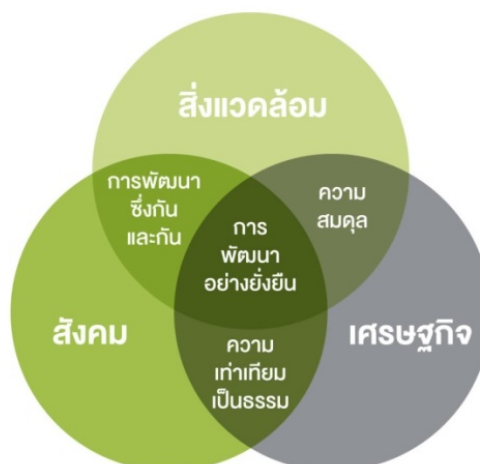 สิ่งแวดล้อม
การพัฒนา
ซึ่งกัน
และกัน
ความ
สมดุล
การ
พัฒนา
อย่างยั่งยืน
สังคม
เศรษฐกิจ
ความ
เท่าเทียม
เป็นธรรม